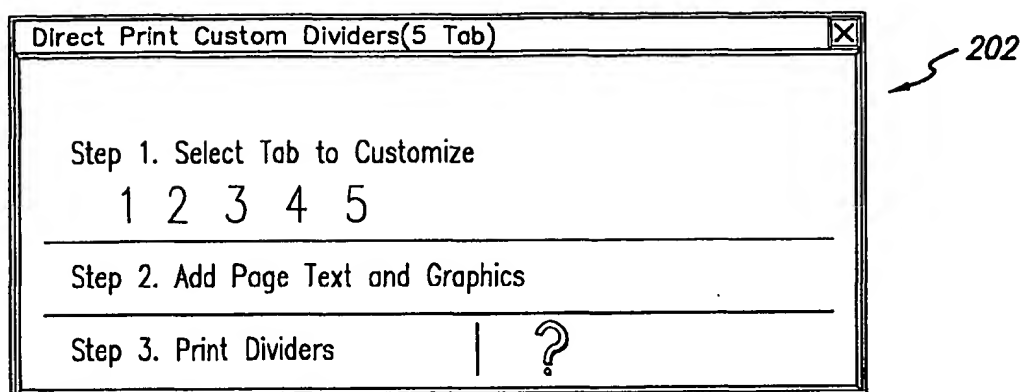 Direct Print Custom Dividers(5 Tab) X
202
Step 1. Select Tab to Customize
1 2 3 4 5
Step 2. Add Page Text and Graphics
Step 3. Print Dividers ?